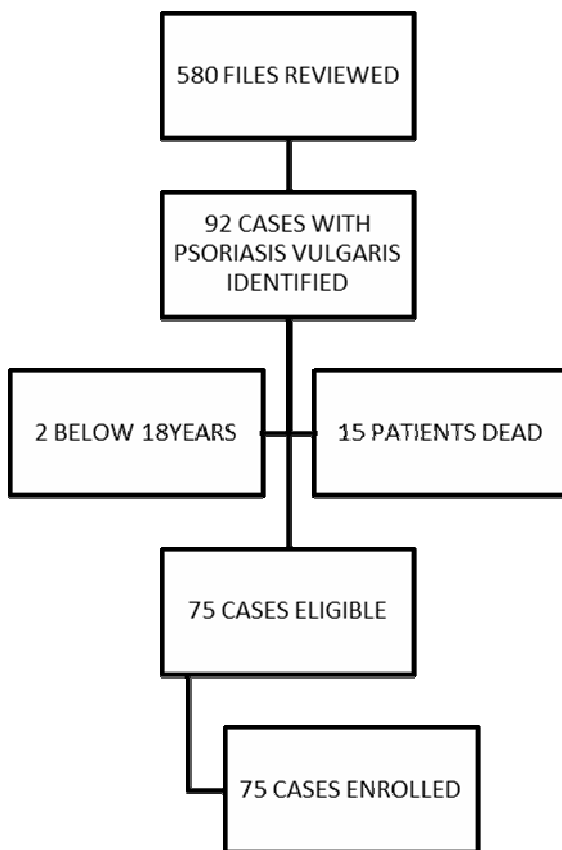 580 FILES REVIEWED
92 CASES WITH
PSORIASIS VULGARIS
IDENTIFIED
2 BELOW 18YEARS
15 PATIENTS DEAD
75 CASES ELIGIBLE
75 CASES ENROLLED